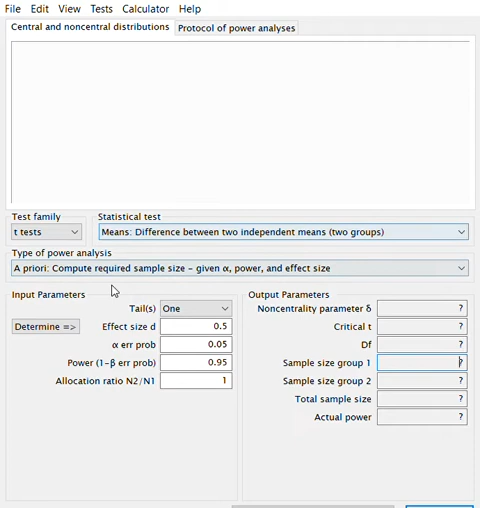 File Edit View Tests Calculator Help
Central and noncentral distributions Protocol of power analyses
Test family Statistical test
t tests Means: Difference between two independent means (two groups)
Type of power analysis
A priori: Compute required sample size – given α, power, and effect size
Input Parameters Output Parameters
Tail(s) One Noncentrality parameter δ ?
Determine => Effect size d 0.5 Critical t ?
α err prob 0.05 Df ?
Power (1-β err prob) 0.95 Sample size group 1 ?
Allocation ratio N2/N1 1 Sample size group 2 ?
Total sample size ?
Actual power ?